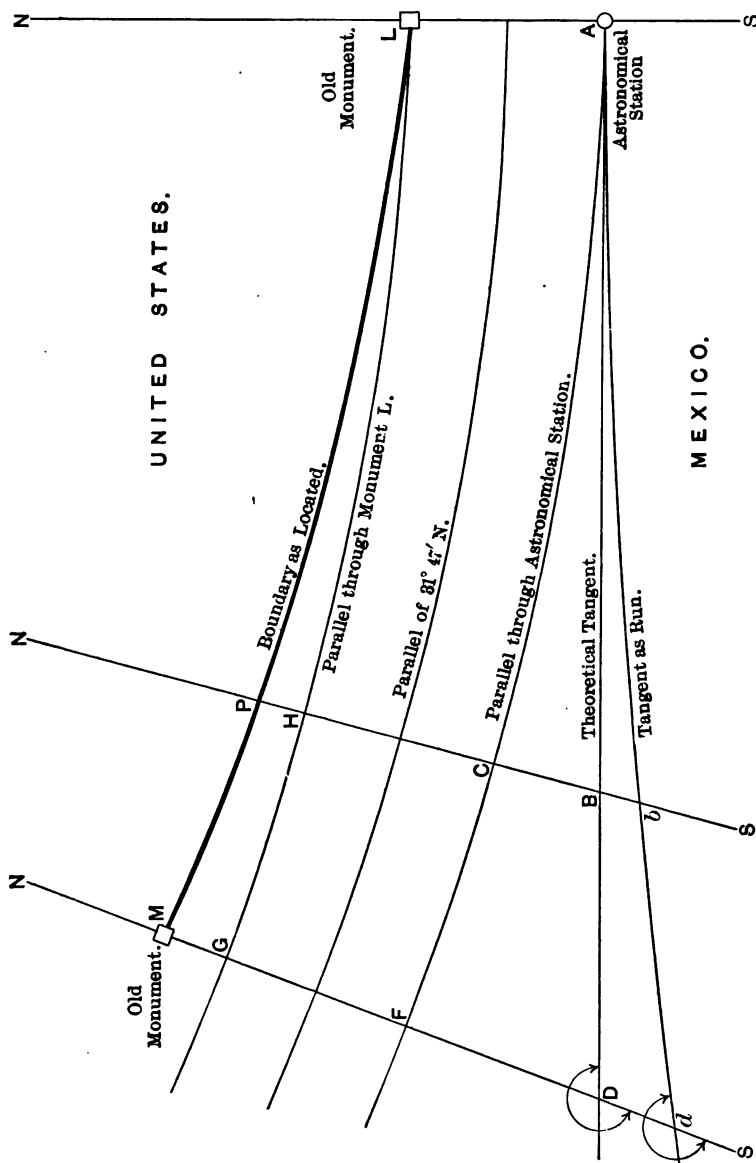 N
N
N
UNITED STATES.
Old
Monument.
L
Old
Monument.
M
P
Boundary as Located.
G
H
Parallel through Monument L.
Parallel of 31° 47′ N.
F
C
Parallel through Astronomical Station.
A
Astronomical
Station
D
B
Theoretical Tangent.
d
b
Tangent as Run.
MEXICO.
S
S
S